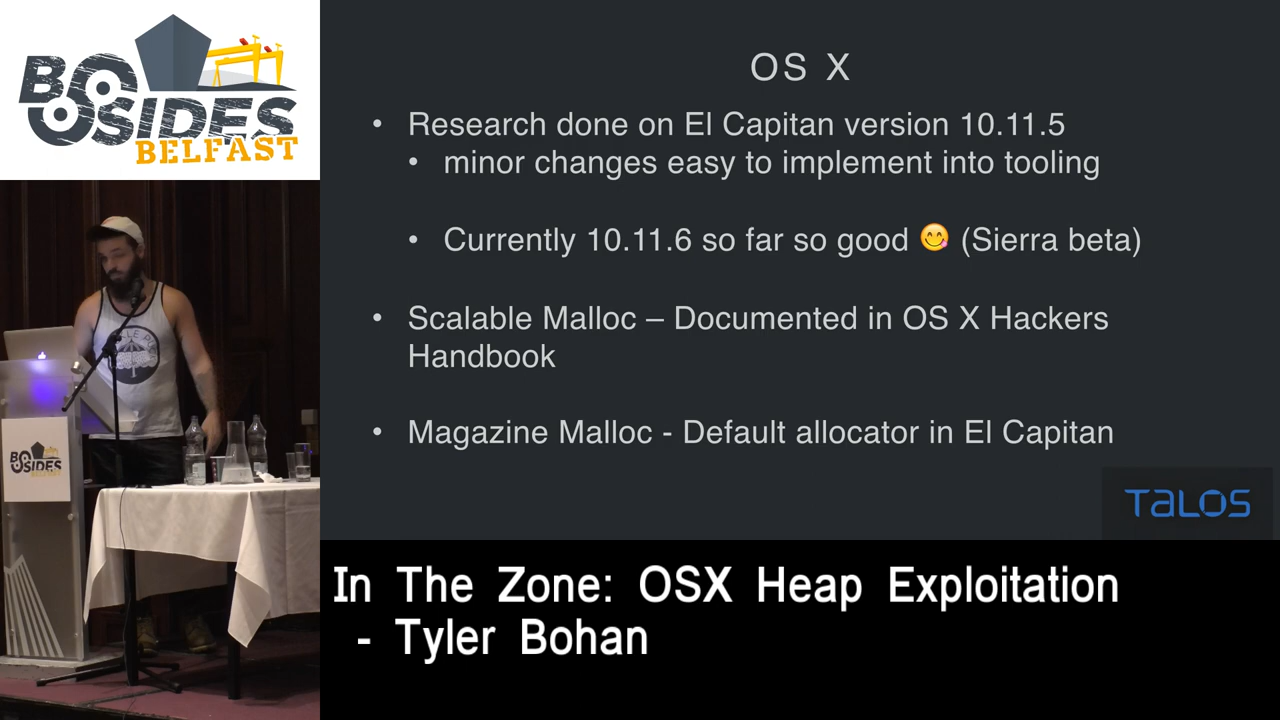 BSIDES
BELFAST
OS X
• Research done on El Capitan version 10.11.5
• minor changes easy to implement into tooling
• Currently 10.11.6 so far so good 😋 (Sierra beta)
• Scalable Malloc – Documented in OS X Hackers
Handbook
• Magazine Malloc - Default allocator in El Capitan
TALOS
BSIDES
In The Zone: OSX Heap Exploitation
- Tyler Bohan